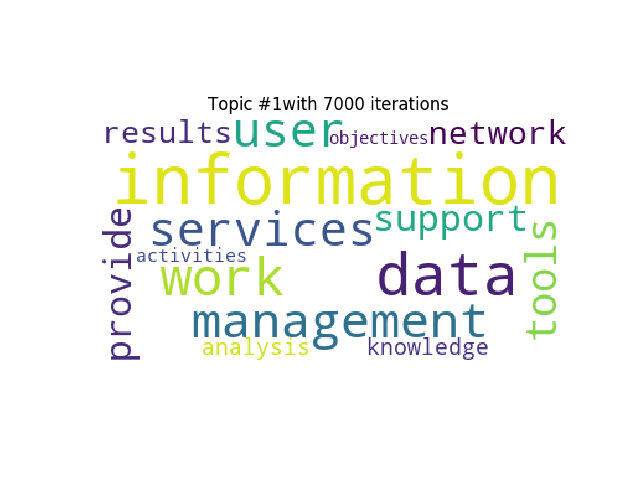 Topic #1with 7000 iterations
results user objectives network
information
provide services support tools
activities
work data
management
analysis knowledge